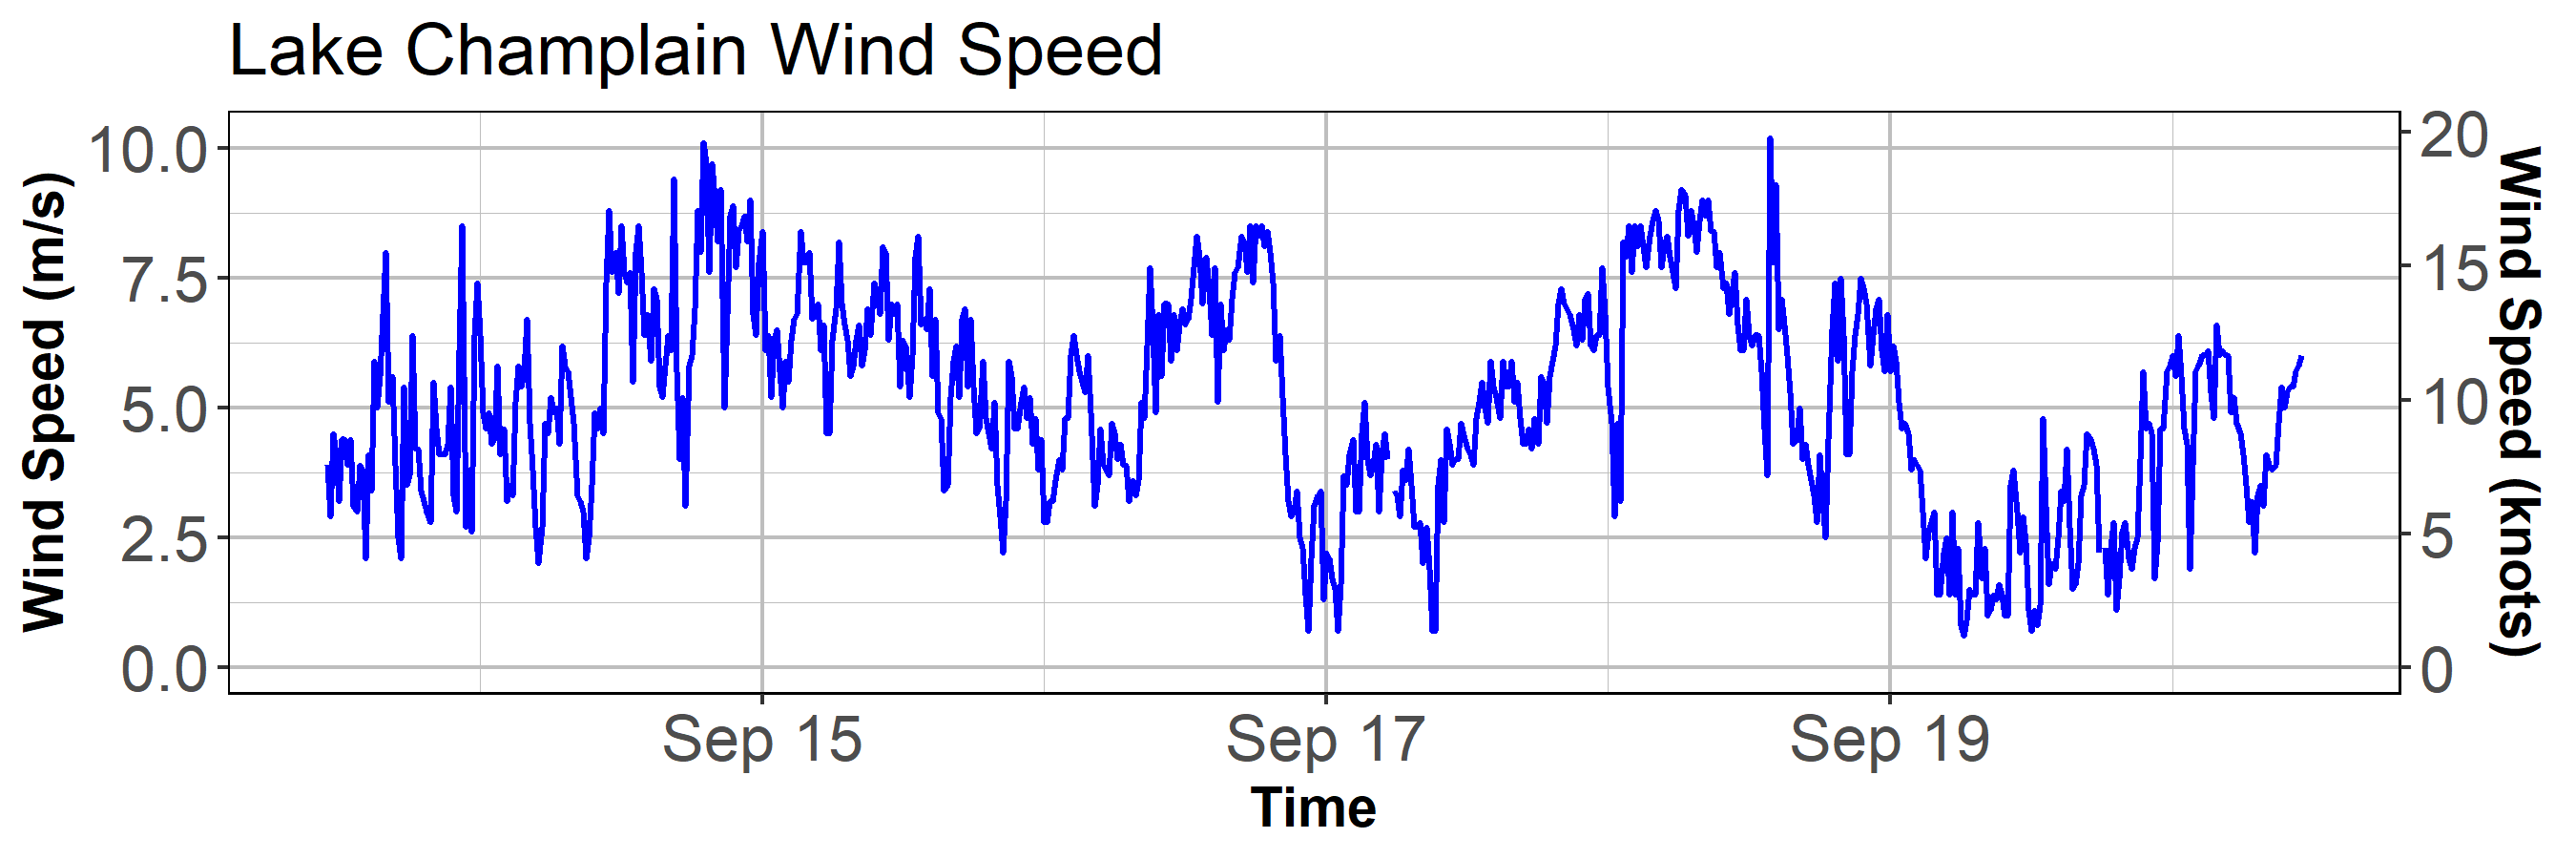 Lake Champlain Wind Speed
Wind Speed (m/s)
10.0
7.5
5.0
2.5
0.0
20
15
10
5
0
Wind Speed (knots)
Sep 15
Sep 17
Sep 19
Time